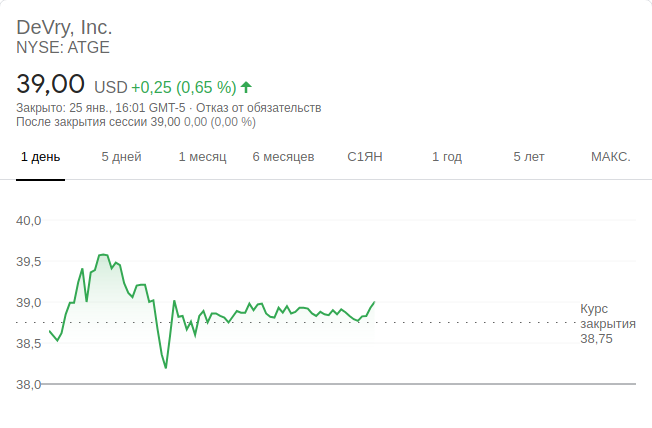 DeVry, Inc.
NYSE: ATGE
39,00 USD +0,25 (0,65 %)
Закрыто: 25 янв., 16:01 GMT-5 · Отказ от обязательств
После закрытия сессии 39,00 0,00 (0,00 %)
1 день 5 дней 1 месяц 6 месяцев С1ЯН 1 год 5 лет МАКС.
40,0
39,5
39,0
38,5
38,0
Курс
закрытия
38,75